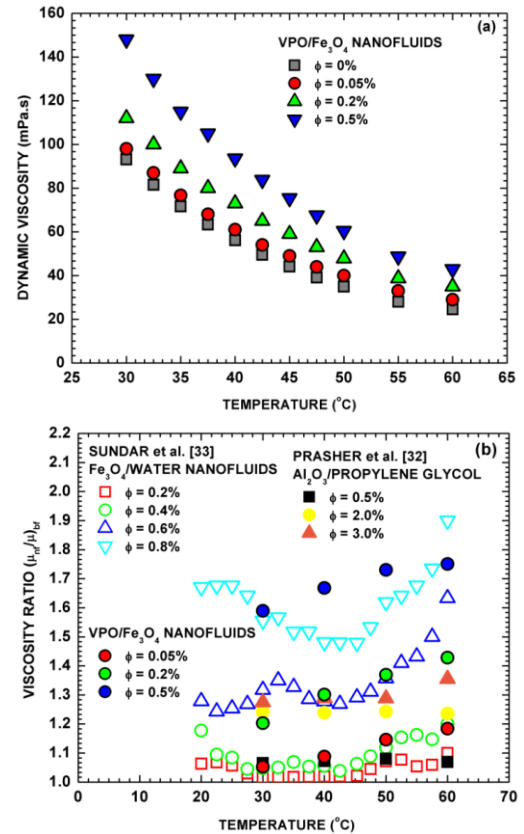 (a)
VPO/Fe₃O₄ NANOFLUIDS
ϕ = 0%
ϕ = 0.05%
ϕ = 0.2%
ϕ = 0.5%
160
140
120
100
80
60
40
20
0
DYNAMIC VISCOSITY (mPa.s)
25 30 35 40 45 50 55 60 65
TEMPERATURE (°C)
(b)
SUNDAR et al. [33]
Fe₃O₄/WATER NANOFLUIDS
ϕ = 0.2%
ϕ = 0.4%
ϕ = 0.6%
ϕ = 0.8%
PRASHER et al. [32]
Al₂O₃/PROPYLENE GLYCOL
ϕ = 0.5%
ϕ = 2.0%
ϕ = 3.0%
VPO/Fe₃O₄ NANOFLUIDS
ϕ = 0.05%
ϕ = 0.2%
ϕ = 0.5%
2.2
2.1
2.0
1.9
1.8
1.7
1.6
1.5
1.4
1.3
1.2
1.1
1.0
VISCOSITY RATIO (μnf/μ)bf
10 20 30 40 50 60 70
TEMPERATURE (°C)